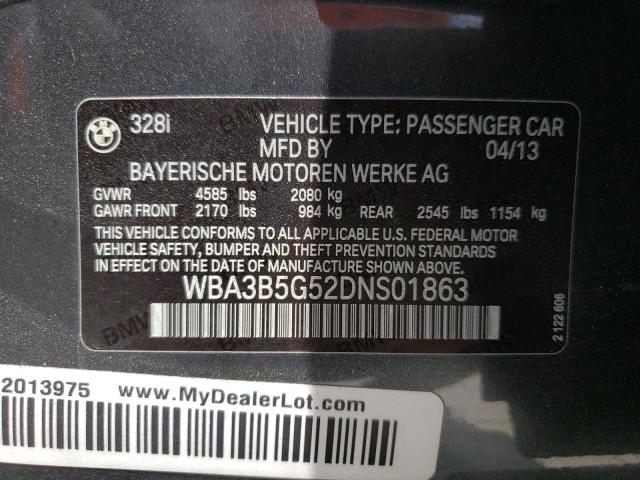 BMW 328i VEHICLE TYPE: PASSENGER CAR
MFD BY 04/13
BAYERISCHE MOTOREN WERKE AG
GVWR 4585 lbs 2080 kg
GAWR FRONT 2170 lbs 984 kg REAR 2545 lbs 1154 kg
THIS VEHICLE CONFORMS TO ALL APPLICABLE U.S. FEDERAL MOTOR
VEHICLE SAFETY, BUMPER AND THEFT PREVENTION STANDARDS
IN EFFECT ON THE DATE OF MANUFACTURE SHOWN ABOVE.
WBA3B5G52DNS01863
2 122 606
2013975 www.MyDealerLot.com